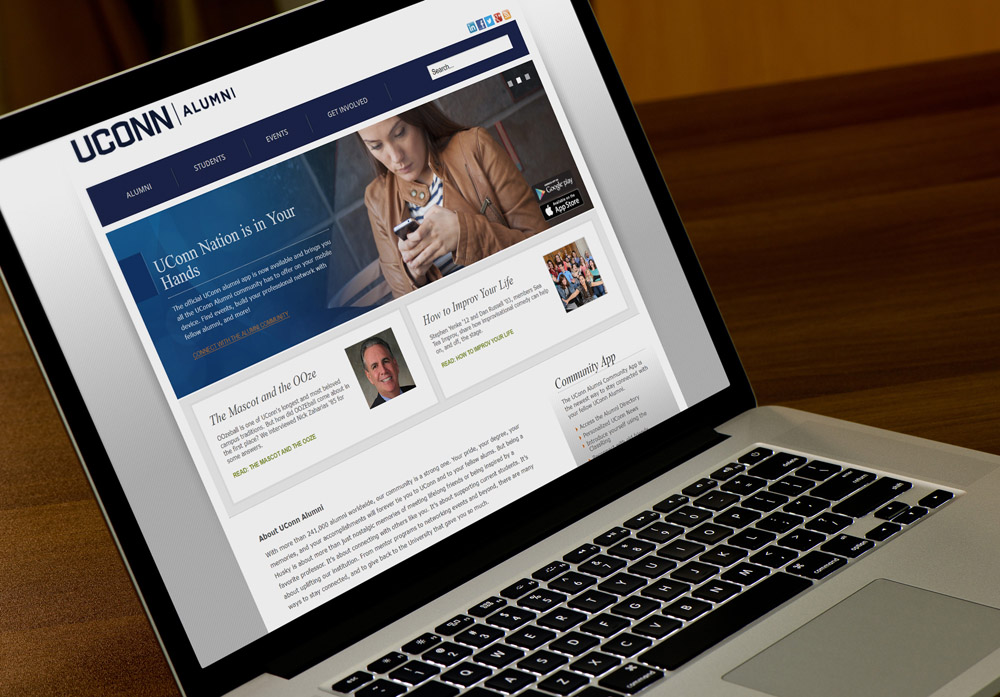 UCONN | ALUMNI
Search...
ALUMNI
STUDENTS
EVENTS
GET INVOLVED
UConn Nation is in Your
Hands
The official UConn alumni app is now available and brings you
all the UConn Alumni community has to offer on your mobile
device. Find events, build your professional network with
fellow alumni, and more!
CONNECT WITH THE ALUMNI COMMUNITY
Google play
Available on the
App Store
The Mascot and the OOze
OOzeball is one of UConn's longest and most beloved
campus traditions. But how did OOZEball come about in
the first place? We interviewed Nick Zaharias '85 for
some answers.
READ: THE MASCOT AND THE OOZE
How to Improv Your Life
Stephen Yenke '12 and Dan Russell '03, members Sea
Tea Improv, share how improvisational comedy can help
on, and off, the stage.
READ: HOW TO IMPROV YOUR LIFE
Community App
The UConn Alumni Community App is
the newest way to stay connected with
your fellow UConn Alumni.
Access the Alumni Directory
Personalized UConn News
Introduce yourself using the
About UConn Alumni
With more than 241,000 alumni worldwide, our community is a strong one. Your pride, your degree, your
memories, and your accomplishments will forever tie you to UConn and to your fellow alums. But being a
Husky is about more than just nostalgic memories of meeting lifelong friends or being inspired by a
favorite professor. It's about connecting with others like you. It's about supporting current students. It's
about uplifting our institution. From mentor programs to networking events and beyond, there are many
ways to stay connected, and to give back to the University that gave you so much.
Q W E R T Y U I O P
A S D F G H J K L
Z X C V B N M
command
command
option